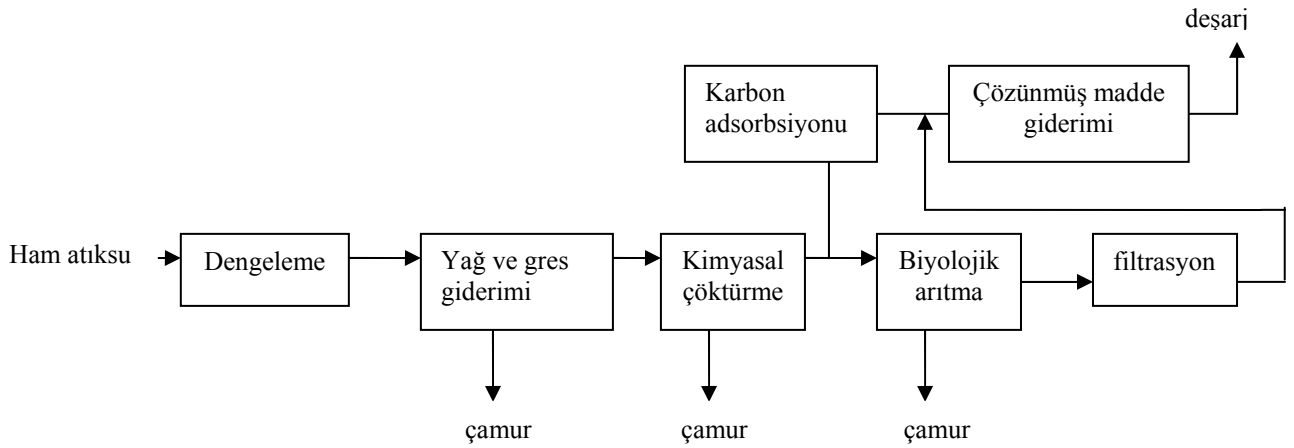 deşarj
Karbon
adsorbsiyonu
Çözünmüş madde
giderimi
Ham atıksu
Dengeleme
Yağ ve gres
giderimi
Kimyasal
çöktürme
Biyolojik
arıtma
filtrasyon
çamur
çamur
çamur